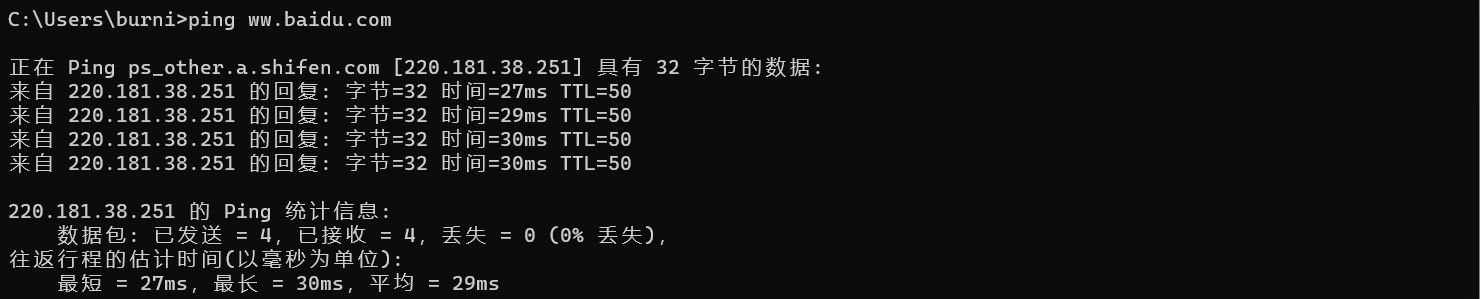 C:\Users\burni>ping ww.baidu.com
正在 Ping ps_other.a.shifen.com [220.181.38.251] 具有 32 字节的数据:
来自 220.181.38.251 的回复: 字节=32 时间=27ms TTL=50
来自 220.181.38.251 的回复: 字节=32 时间=29ms TTL=50
来自 220.181.38.251 的回复: 字节=32 时间=30ms TTL=50
来自 220.181.38.251 的回复: 字节=32 时间=30ms TTL=50
220.181.38.251 的 Ping 统计信息:
    数据包: 已发送 = 4, 已接收 = 4, 丢失 = 0 (0% 丢失),
往返行程的估计时间(以毫秒为单位):
    最短 = 27ms, 最长 = 30ms, 平均 = 29ms